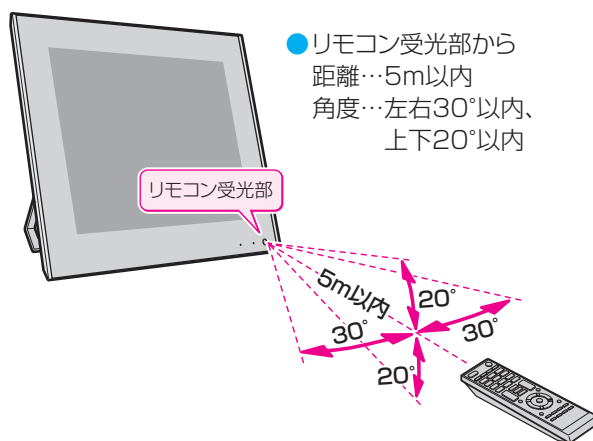 ●リモコン受光部から
距離…5m以内
角度…左右30°以内、
上下20°以内
リモコン受光部
5m以内
20°
30°
30°
20°